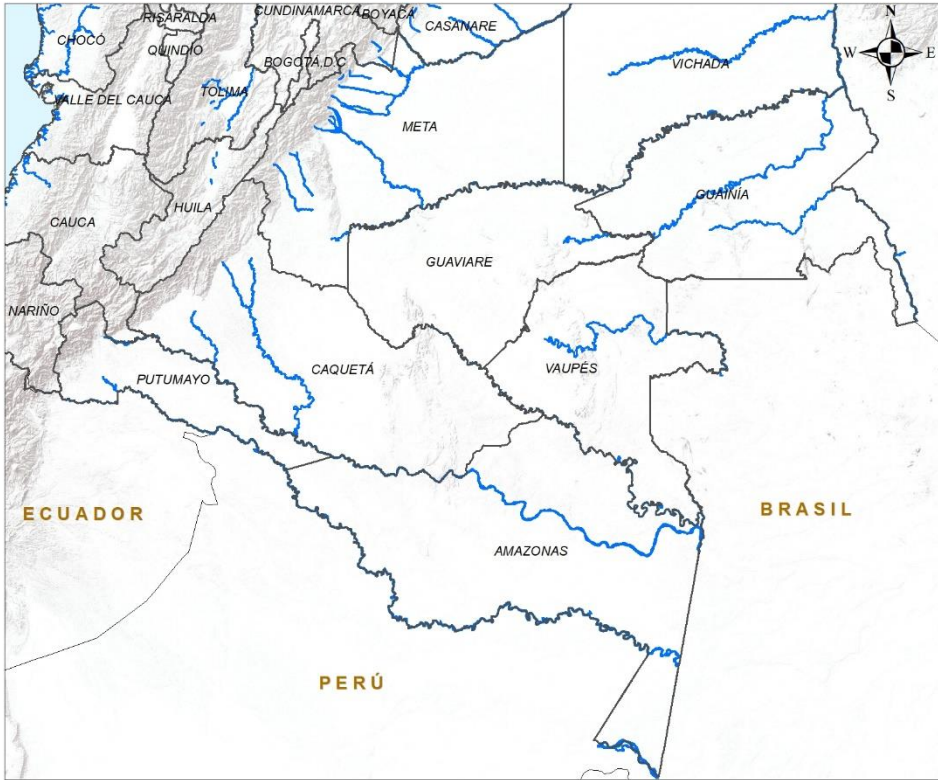 CUNDINAMARCA
BOYACÁ
RISARALDA
CASANARE
N
CHOCÓ
QUINDIO
BOGOTÁ D.C
VICHADA
W
E
S
VALLE DEL CAUCA
TOLIMA
META
GUAINÍA
HUILA
CAUCA
GUAVIARE
NARIÑO
CAQUETÁ
VAUPÉS
PUTUMAYO
ECUADOR
BRASIL
AMAZONAS
PERÚ